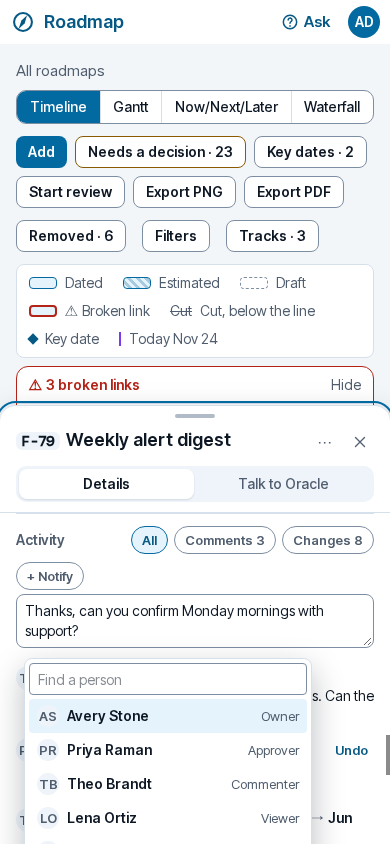 Roadmap
Ask
AD
All roadmaps
Timeline Gantt Now/Next/Later Waterfall
Add Needs a decision · 23 Key dates · 2
Start review Export PNG Export PDF
Removed · 6 Filters Tracks · 3
Dated Estimated Draft
⚠ Broken link Cut Cut, below the line
Key date Today Nov 24
⚠ 3 broken links Hide
F-79 Weekly alert digest ... ×
Details Talk to Oracle
Activity All Comments 3 Changes 8
+ Notify
Thanks, can you confirm Monday mornings with
support?
Find a person
s. Can the
AS Avery Stone Owner
PR Priya Raman Approver Undo
TB Theo Brandt Commenter
LO Lena Ortiz Viewer → Jun